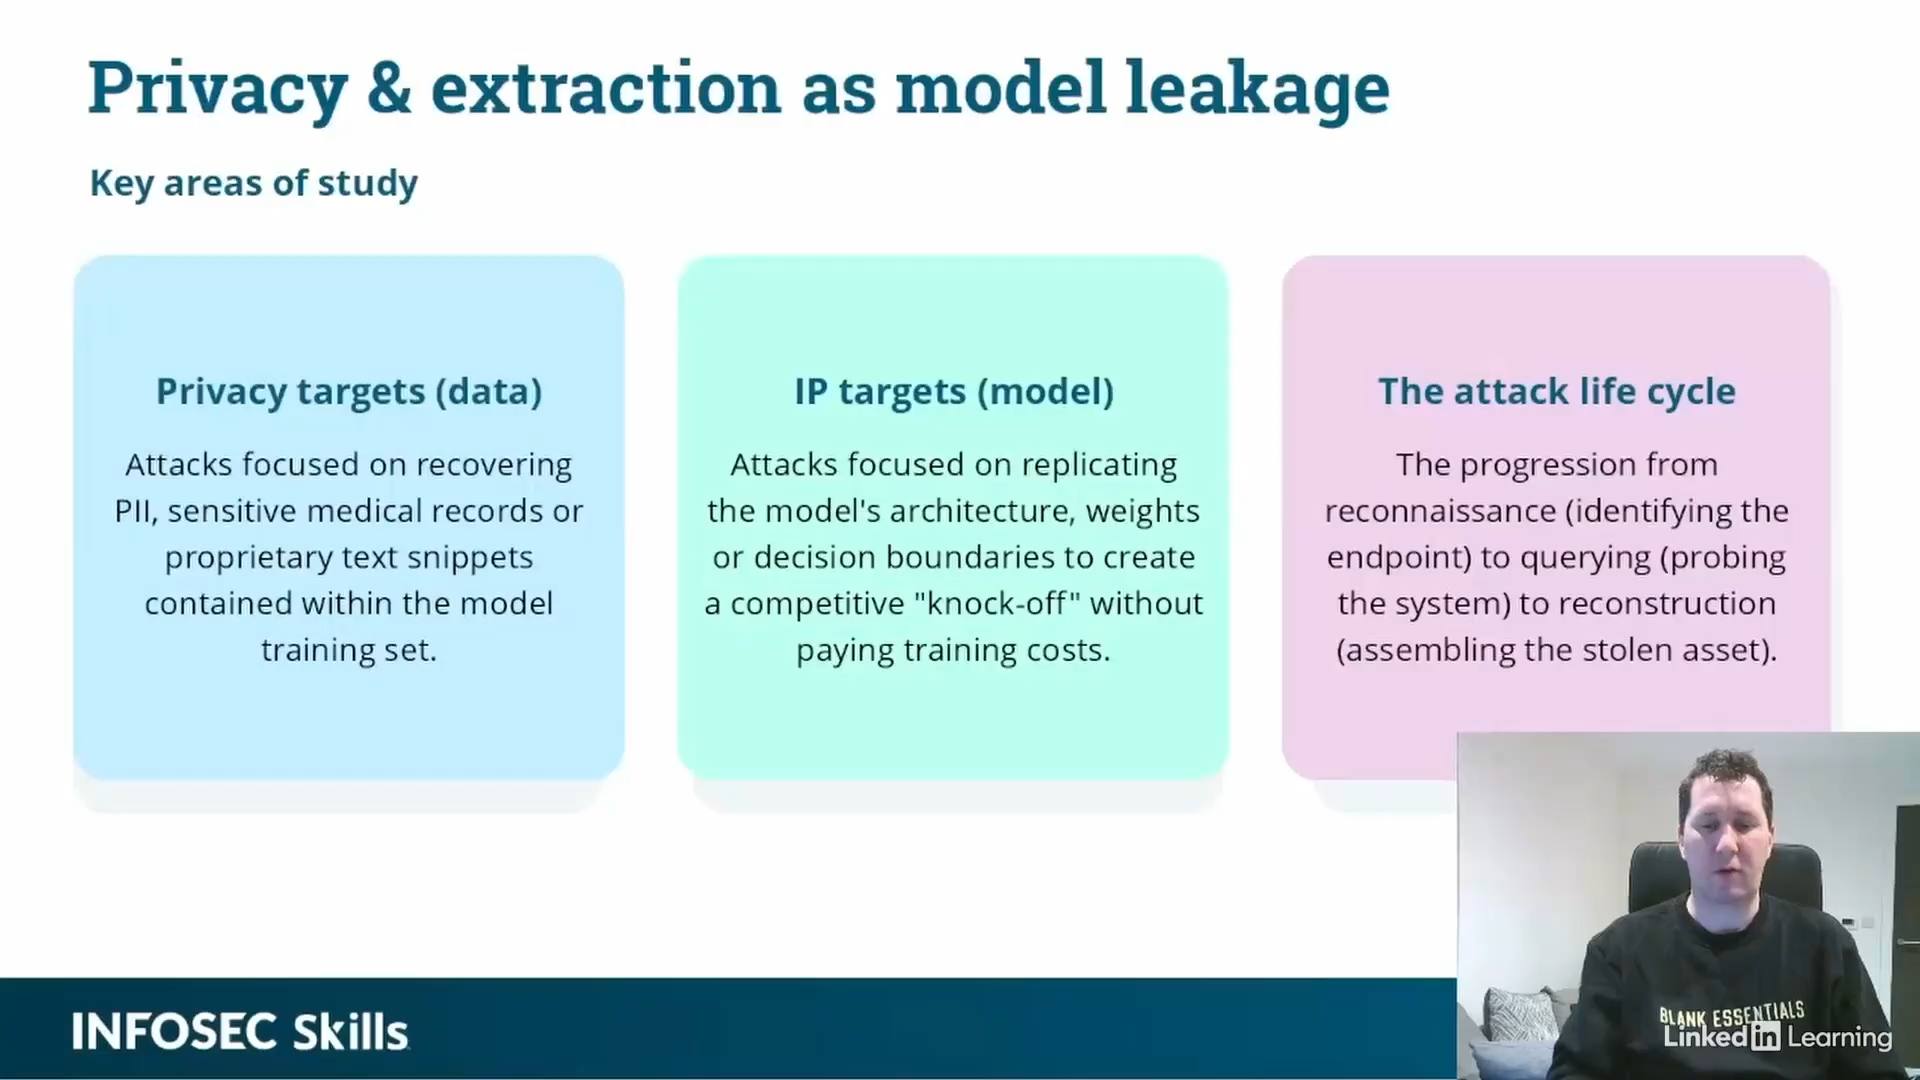 Privacy & extraction as model leakage
Key areas of study
Privacy targets (data)
Attacks focused on recovering
PII, sensitive medical records or
proprietary text snippets
contained within the model
training set.
IP targets (model)
Attacks focused on replicating
the model's architecture, weights
or decision boundaries to create
a competitive "knock-off" without
paying training costs.
The attack life cycle
The progression from
reconnaissance (identifying the
endpoint) to querying (probing
the system) to reconstruction
(assembling the stolen asset).
INFOSEC Skills
BLANK ESSENTIALS
Linked in Learning